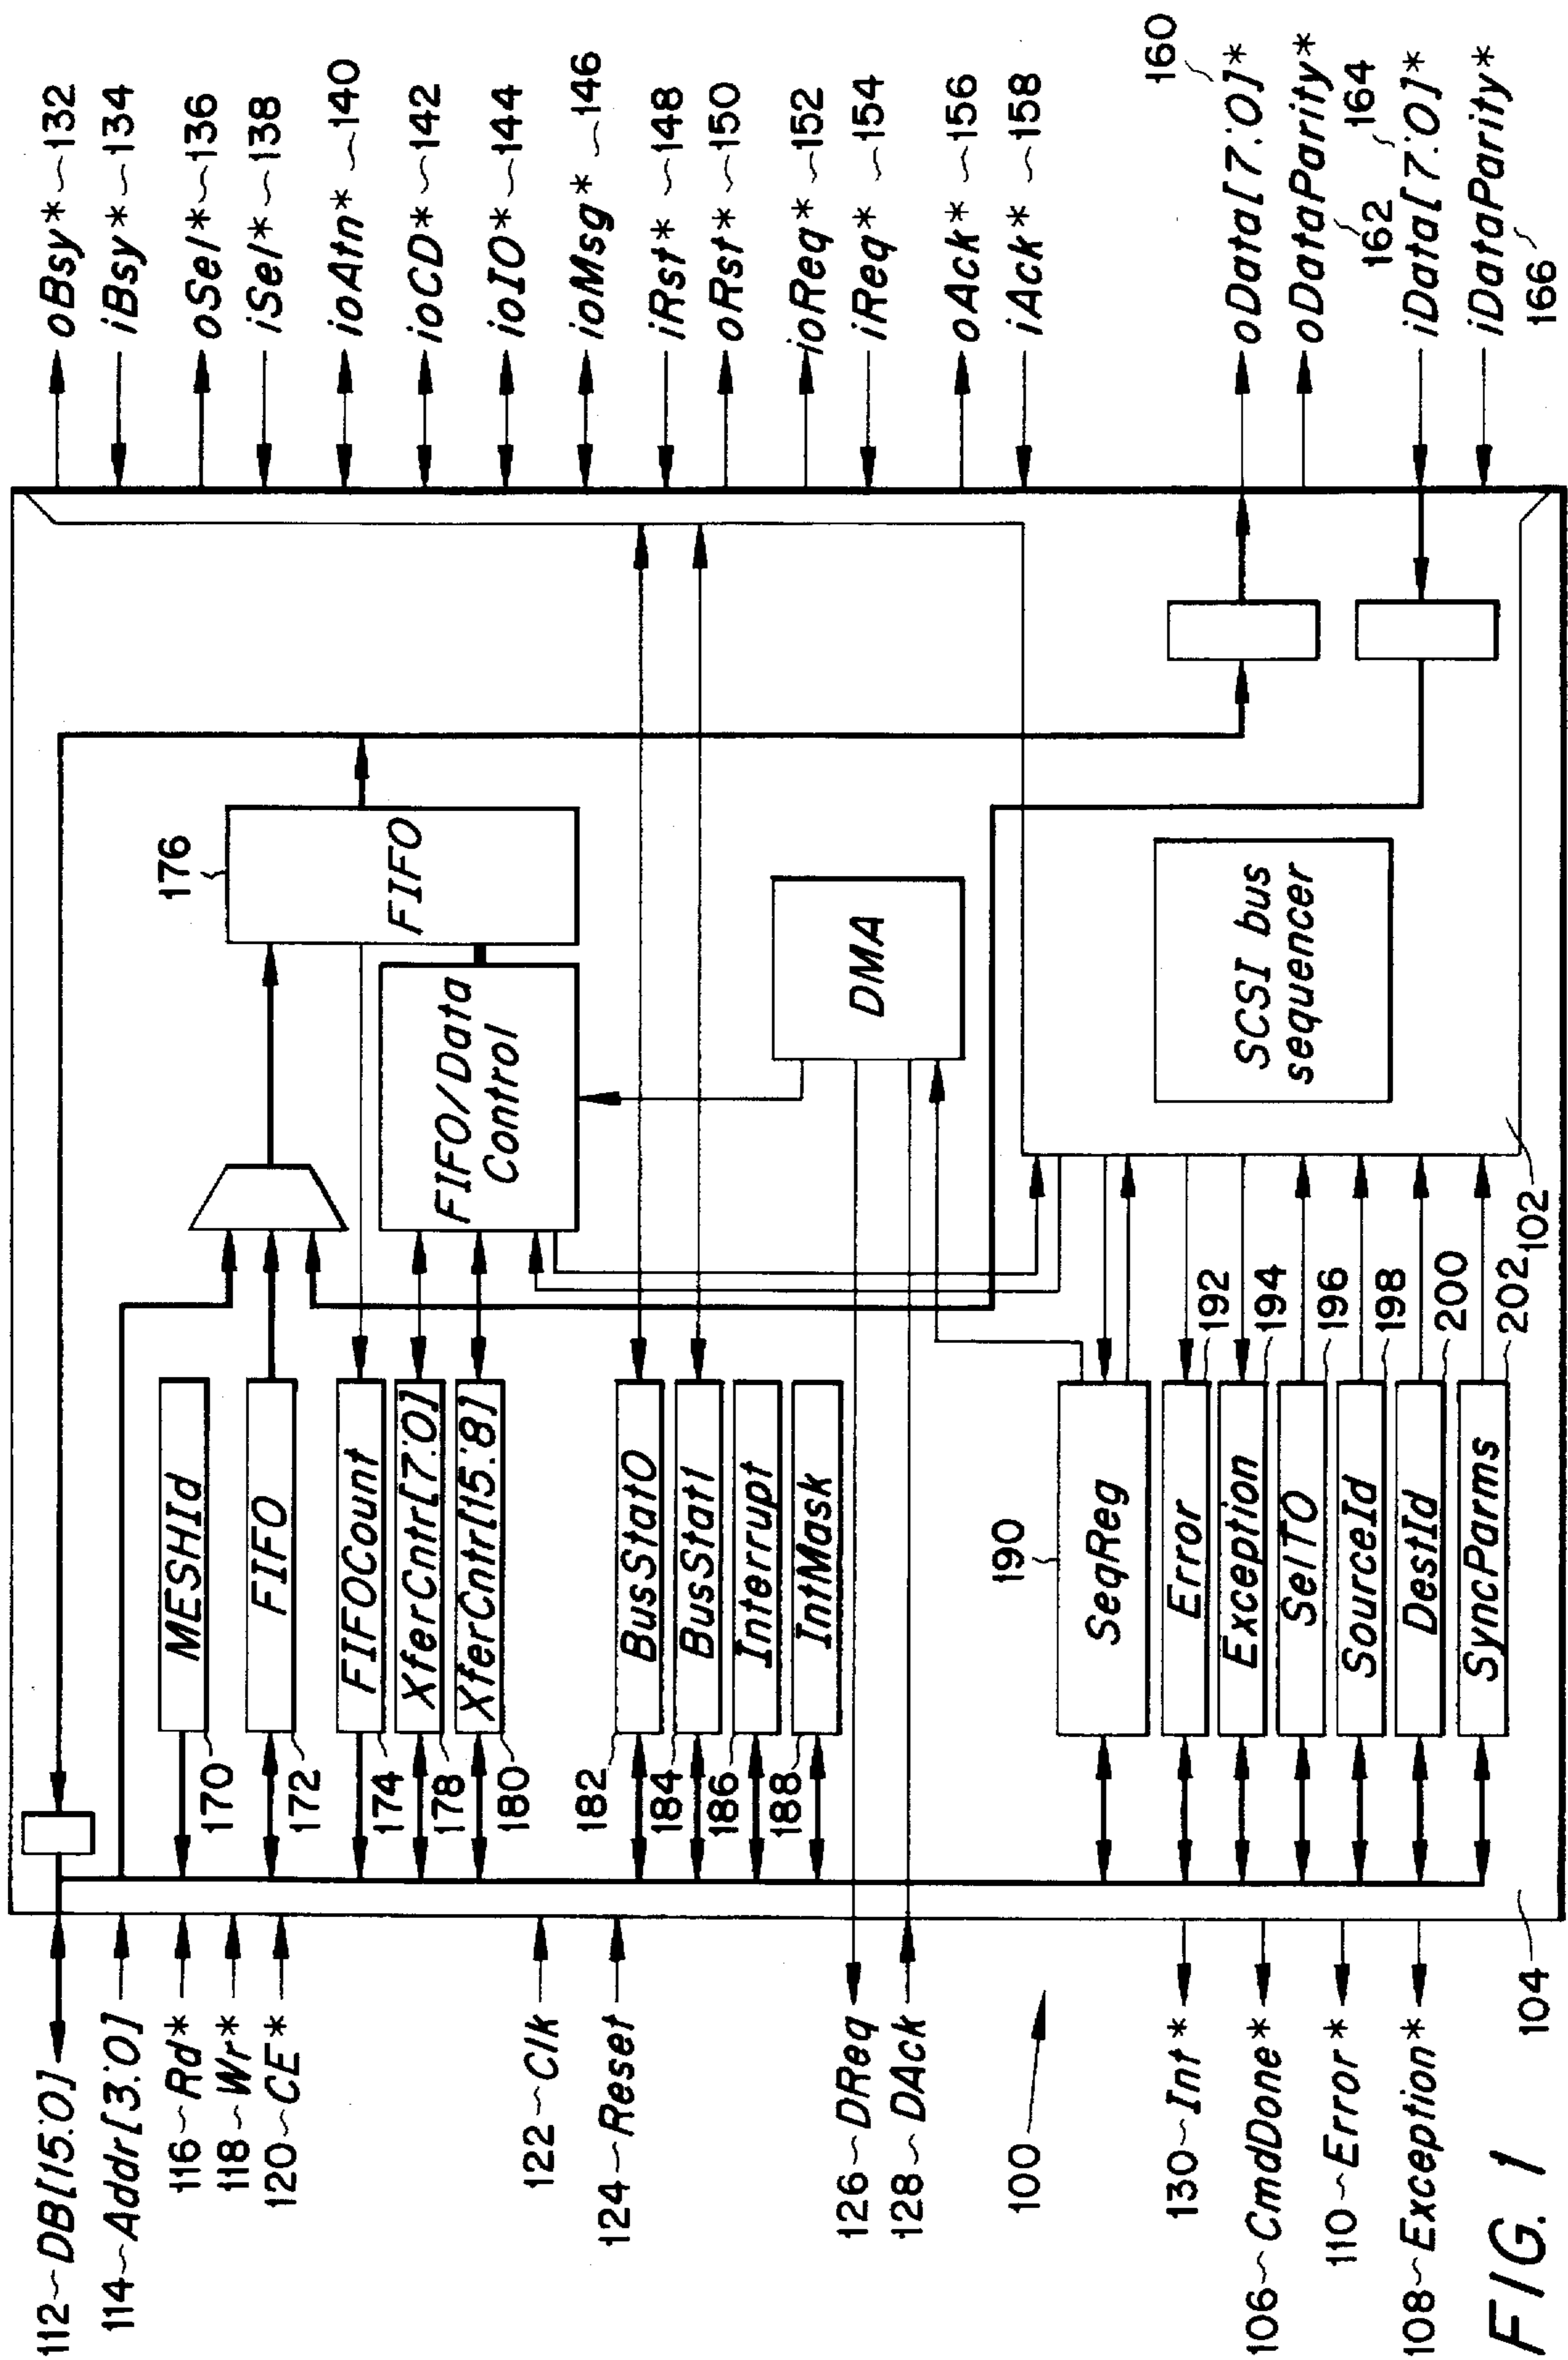 112 DB[15:0]
114 Addr[3:0]
116 Rd*
118 Wr*
120 CE*
122 Clk
124 Reset
126 DReq
128 DAck
100
130 Int*
106 CmdDone*
110 Error*
108 Exception*
104
FIG. 1
MESHId
170
FIFO
172
FIFOCount
174
XferCntr[7:0]
178
XferCntr[15:8]
180
BusStat0
182
BusStat1
184
Interrupt
186
IntMask
188
SeqReg
190
Error
192
Exception
194
SelTO
196
SourceId
198
DestId
200
SyncParms
202
176
FIFO
FIFO/Data
Control
DMA
SCSI bus
sequencer
102
oBsy* 132
iBsy* 134
oSel* 136
iSel* 138
ioAtn* 140
ioCD* 142
ioIO* 144
ioMsg* 146
iRst* 148
oRst* 150
ioReq* 152
iReq* 154
oAck* 156
iAck* 158
oData[7:0]* 160
oDataParity*
162
iData[7:0]* 164
iDataParity*
166